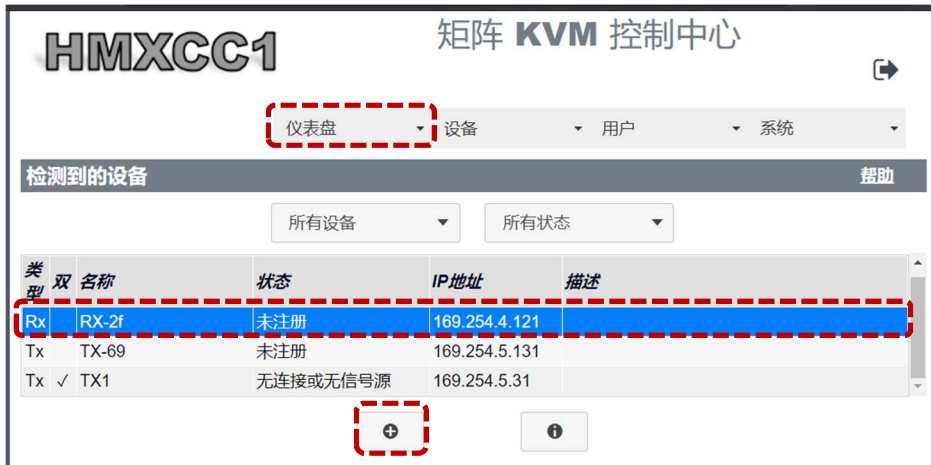 HMXCC1
矩阵 KVM 控制中心
仪表盘 设备 用户 系统
检测到的设备 帮助
所有设备 所有状态
类型 双 名称 状态 IP地址 描述
Rx RX-2f 未注册 169.254.4.121
Tx TX-69 未注册 169.254.5.131
Tx ✓ TX1 无连接或无信号源 169.254.5.31